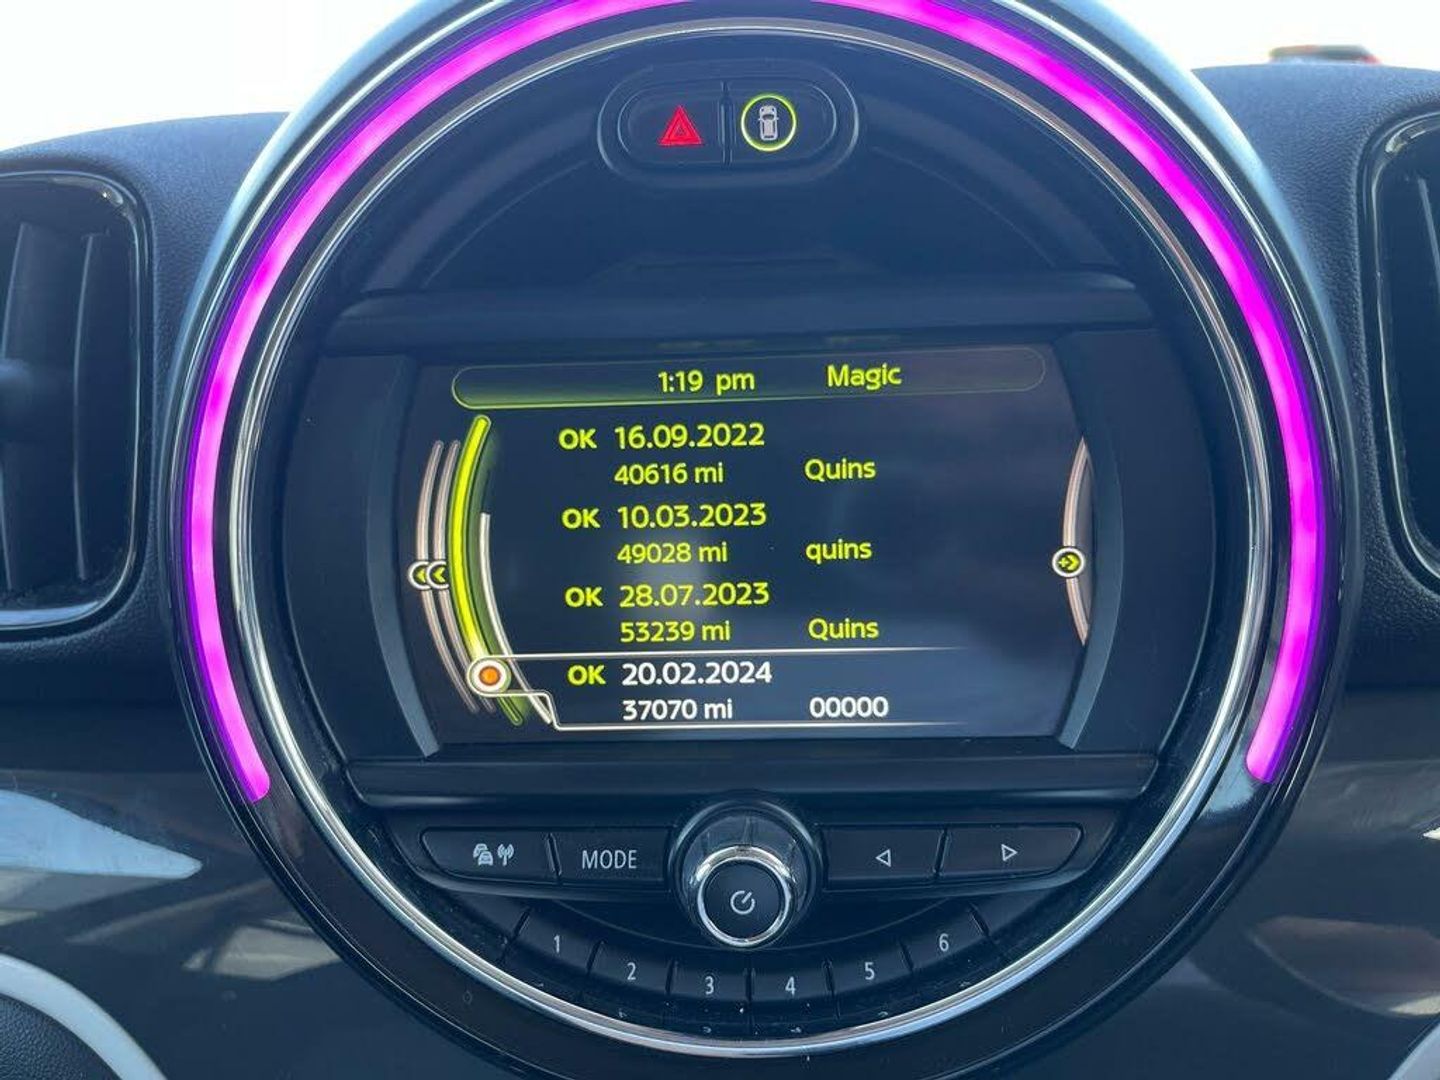 1:19 pm Magic
OK 16.09.2022
40616 mi Quins
OK 10.03.2023
49028 mi quins
OK 28.07.2023
53239 mi Quins
OK 20.02.2024
37070 mi 00000
MODE
1 2 3 4 5 6